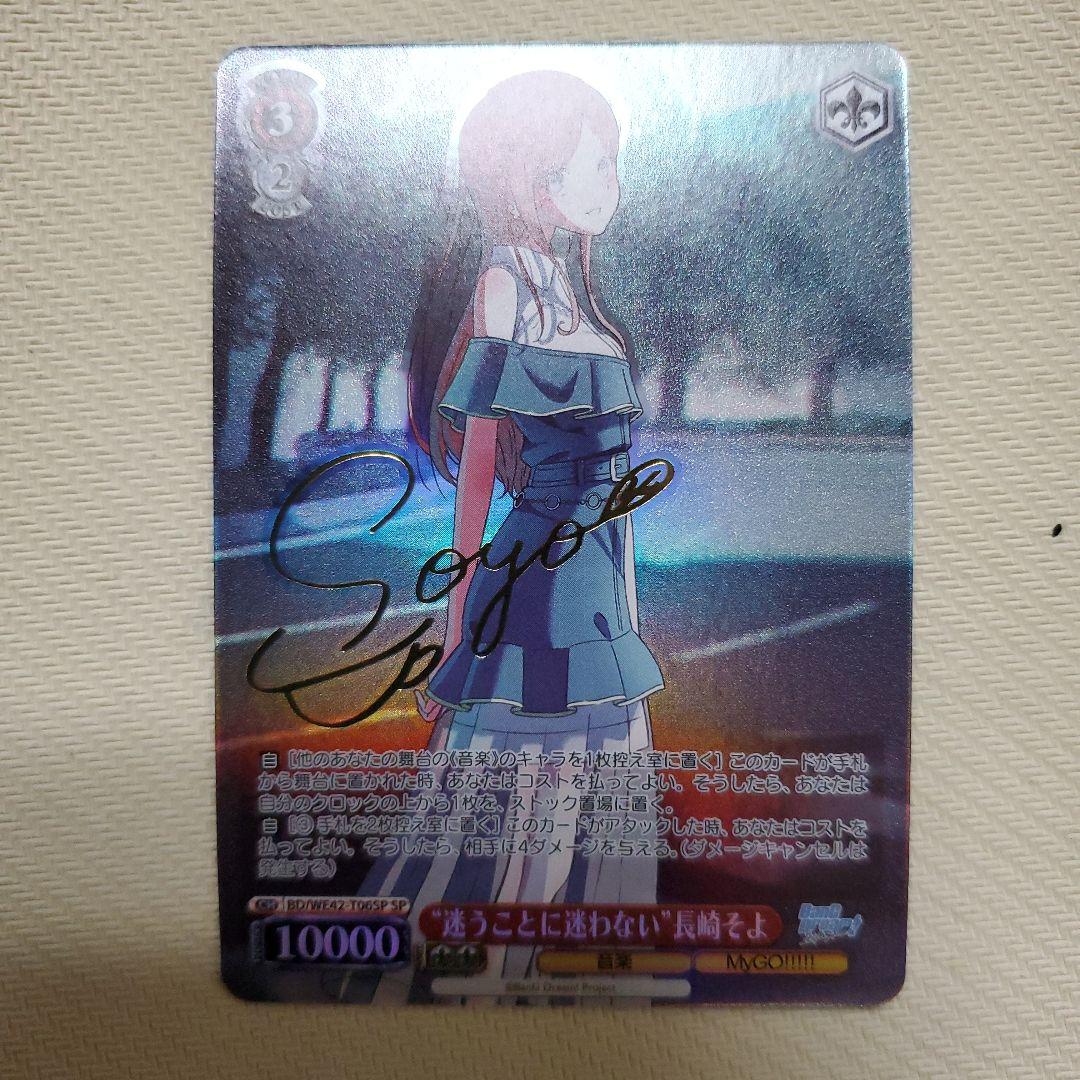 3
2
COST
Soyo
自［他のあなたの舞台の《音楽》のキャラを1枚控え室に置く］このカードが手札
から舞台に置かれた時、あなたはコストを払ってよい。そうしたら、あなたは
自分のクロックの上から1枚を、ストック置場に置く。
自［③ 手札を2枚控え室に置く］このカードがアタックした時、あなたはコストを
払ってよい。そうしたら、相手に4ダメージを与える。（ダメージキャンセルは
発生する）
CH BD/WE42-T06SP SP
10000
“迷うことに迷わない”長崎そよ
BanG Dream!
音楽
MyGO!!!!!
©BanG Dream! Project